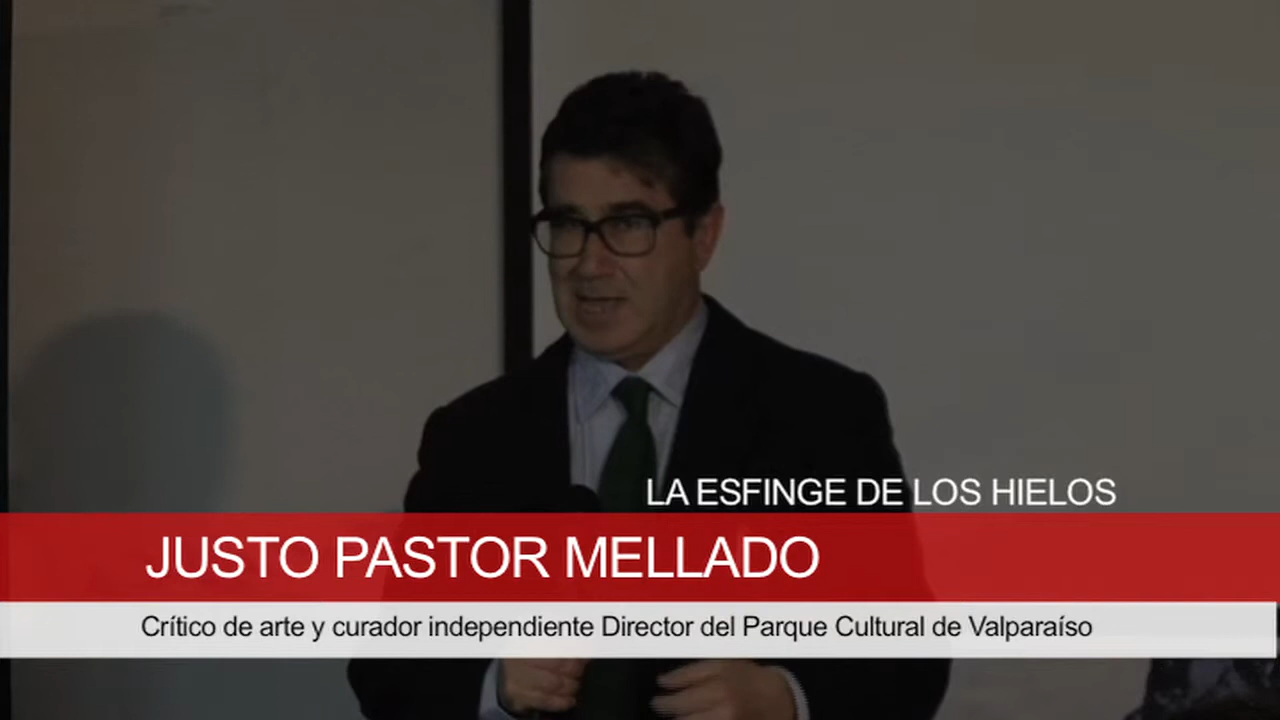 LA ESFINGE DE LOS HIELOS
JUSTO PASTOR MELLADO
Crítico de arte y curador independiente Director del Parque Cultural de Valparaíso